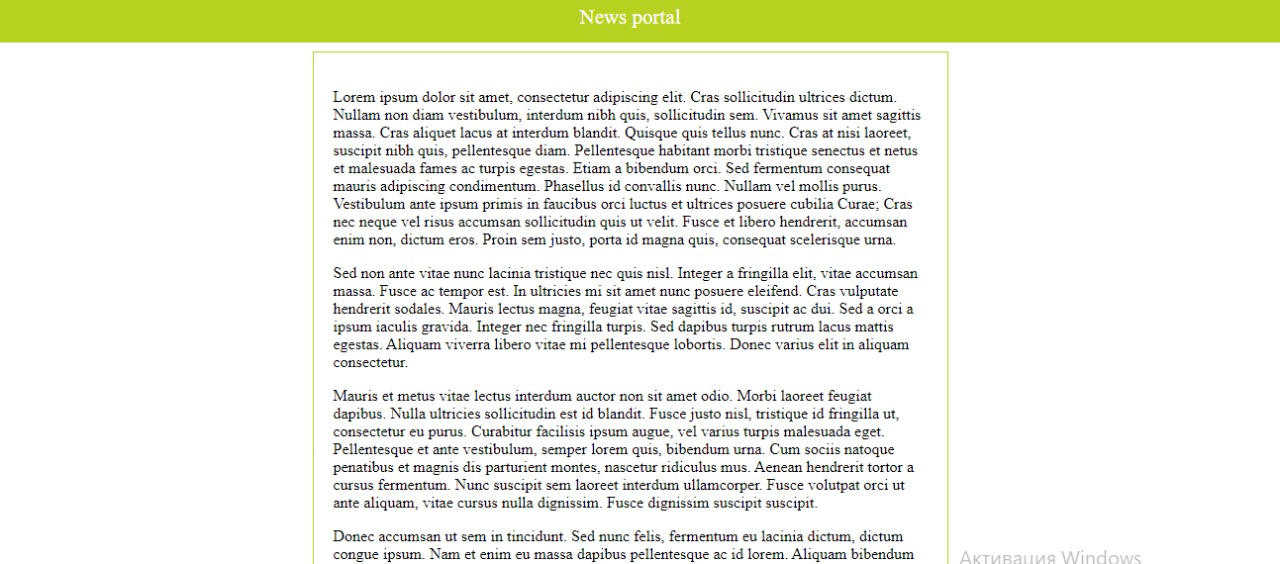 News portal
Lorem ipsum dolor sit amet, consectetur adipiscing elit. Cras sollicitudin ultrices dictum.
Nullam non diam vestibulum, interdum nibh quis, sollicitudin sem. Vivamus sit amet sagittis
massa. Cras aliquet lacus at interdum blandit. Quisque quis tellus nunc. Cras at nisi laoreet,
suscipit nibh quis, pellentesque diam. Pellentesque habitant morbi tristique senectus et netus
et malesuada fames ac turpis egestas. Etiam a bibendum orci. Sed fermentum consequat
mauris adipiscing condimentum. Phasellus id convallis nunc. Nullam vel mollis purus.
Vestibulum ante ipsum primis in faucibus orci luctus et ultrices posuere cubilia Curae; Cras
nec neque vel risus accumsan sollicitudin quis ut velit. Fusce et libero hendrerit, accumsan
enim non, dictum eros. Proin sem justo, porta id magna quis, consequat scelerisque urna.
Sed non ante vitae nunc lacinia tristique nec quis nisl. Integer a fringilla elit, vitae accumsan
massa. Fusce ac tempor est. In ultricies mi sit amet nunc posuere eleifend. Cras vulputate
hendrerit sodales. Mauris lectus magna, feugiat vitae sagittis id, suscipit ac dui. Sed a orci a
ipsum iaculis gravida. Integer nec fringilla turpis. Sed dapibus turpis rutrum lacus mattis
egestas. Aliquam viverra libero vitae mi pellentesque lobortis. Donec varius elit in aliquam
consectetur.
Mauris et metus vitae lectus interdum auctor non sit amet odio. Morbi laoreet feugiat
dapibus. Nulla ultricies sollicitudin est id blandit. Fusce justo nisl, tristique id fringilla ut,
consectetur eu purus. Curabitur facilisis ipsum augue, vel varius turpis malesuada eget.
Pellentesque et ante vestibulum, semper lorem quis, bibendum urna. Cum sociis natoque
penatibus et magnis dis parturient montes, nascetur ridiculus mus. Aenean hendrerit tortor a
cursus fermentum. Nunc suscipit sem laoreet interdum ullamcorper. Fusce volutpat orci ut
ante aliquam, vitae cursus nulla dignissim. Fusce dignissim suscipit suscipit.
Donec accumsan ut sem in tincidunt. Sed nunc felis, fermentum eu lacinia dictum, dictum
congue ipsum. Nam et enim eu massa dapibus pellentesque ac id lorem. Aliquam bibendum
Активация Windows